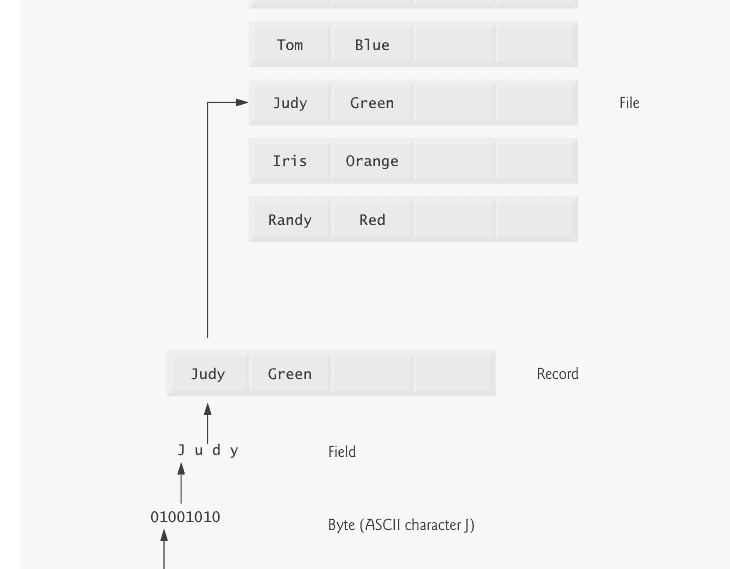 Tom Blue
Judy Green File
Iris Orange
Randy Red
Judy Green Record
J u d y Field
01001010 Byte (ASCII character J)